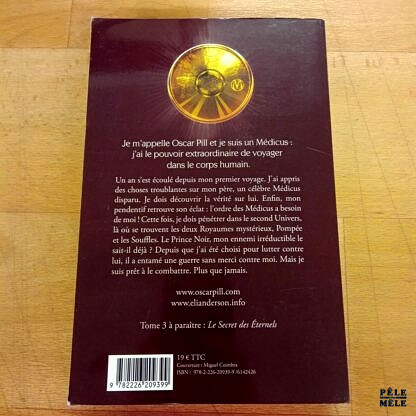 M
Je m'appelle Oscar Pill et je suis un Médicus :
j'ai le pouvoir extraordinaire de voyager
dans le corps humain.
Un an s'est écoulé depuis mon premier voyage. J'ai appris
des choses troublantes sur mon père, un célèbre Médicus
disparu. Je dois découvrir la vérité sur lui. Enfin, mon
pendentif retrouve son éclat : l'ordre des Médicus a besoin
de moi ! Cette fois, je dois pénétrer dans le second Univers,
là où se trouvent les deux Royaumes mystérieux, Pompée
et les Souffles. Le Prince Noir, mon ennemi irréductible le
sait-il déjà ? Depuis que j'ai été choisi pour lutter contre
lui, il a entamé une guerre sans merci contre moi. Mais je
suis prêt à le combattre. Plus que jamais.
www.oscarpill.com
www.elianderson.info
Tome 3 à paraître : Le Secret des Éternels
19 € TTC
Couverture : Miguel Coimbra
ISBN : 978-2-226-20939-9 /6142426
9 782226 209399
PÊLE
MÊLE